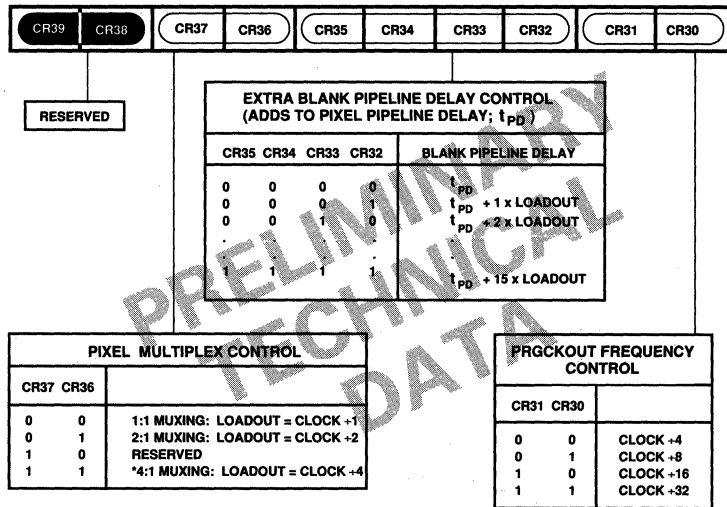 CR39 CR38 CR37 CR36 CR35 CR34 CR33 CR32 CR31 CR30
RESERVED
EXTRA BLANK PIPELINE DELAY CONTROL
(ADDS TO PIXEL PIPELINE DELAY; tPD)
CR35 CR34 CR33 CR32 BLANK PIPELINE DELAY
0 0 0 0 tPD
0 0 0 1 tPD + 1 x LOADOUT
0 0 1 0 tPD + 2 x LOADOUT
. . . . .
. . . . .
1 1 1 1 tPD + 15 x LOADOUT
PRELIMINARY
TECHNICAL
DATA
PIXEL MULTIPLEX CONTROL
CR37 CR36
0 0 1:1 MUXING: LOADOUT = CLOCK ÷1
0 1 2:1 MUXING: LOADOUT = CLOCK ÷2
1 0 RESERVED
1 1 *4:1 MUXING: LOADOUT = CLOCK ÷4
PRGCKOUT FREQUENCY
CONTROL
CR31 CR30
0 0 CLOCK ÷4
0 1 CLOCK ÷8
1 0 CLOCK ÷16
1 1 CLOCK ÷32